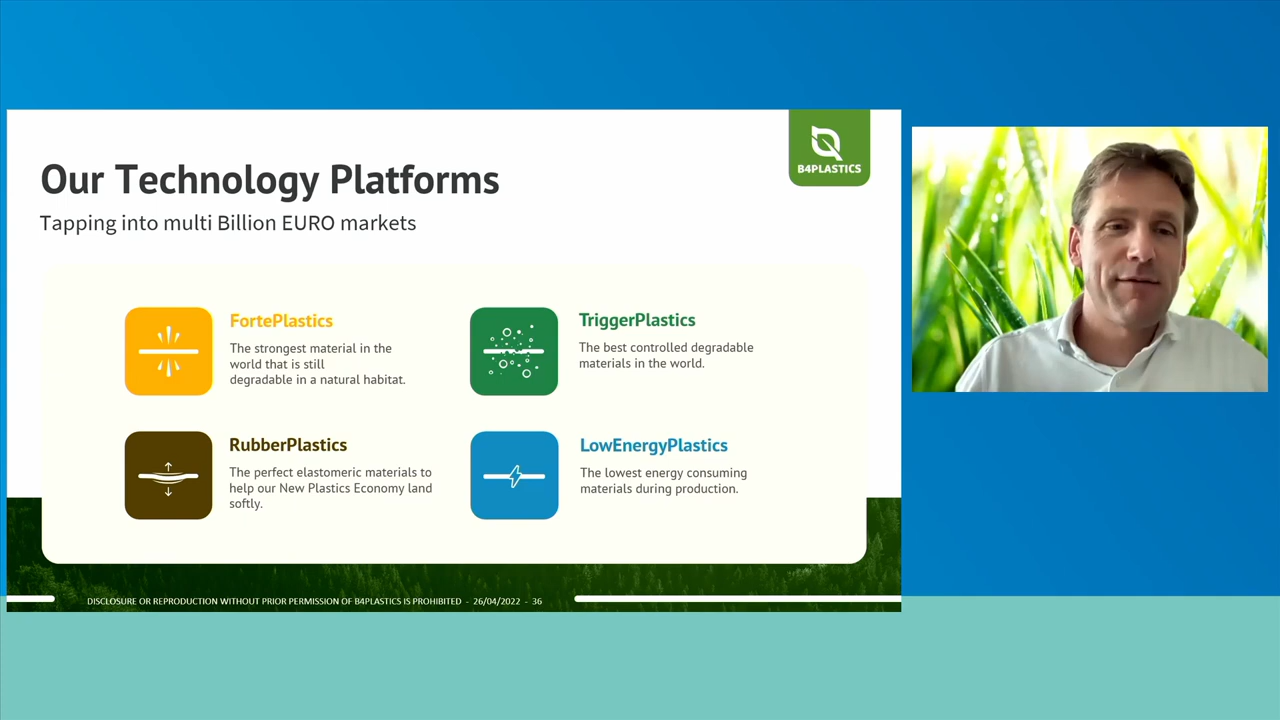 B4PLASTICS
Our Technology Platforms
Tapping into multi Billion EURO markets
FortePlastics
The strongest material in the
world that is still
degradable in a natural habitat.
TriggerPlastics
The best controlled degradable
materials in the world.
RubberPlastics
The perfect elastomeric materials to
help our New Plastics Economy land
softly.
LowEnergyPlastics
The lowest energy consuming
materials during production.
DISCLOSURE OR REPRODUCTION WITHOUT PRIOR PERMISSION OF B4PLASTICS IS PROHIBITED - 26/04/2022 - 36